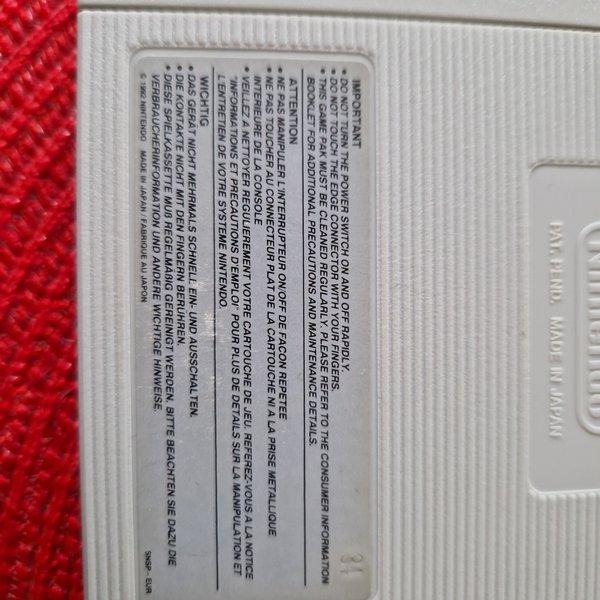 IMPORTANT
• DO NOT TURN THE POWER SWITCH ON AND OFF RAPIDLY.
• DO NOT TOUCH THE EDGE CONNECTOR WITH YOUR FINGERS.
• THIS GAME PAK MUST BE CLEANED REGULARLY. PLEASE REFER TO THE CONSUMER INFORMATION
BOOKLET FOR ADDITIONAL PRECAUTIONS AND MAINTENANCE DETAILS.
ATTENTION
• NE PAS MANIPULER L'INTERRUPTEUR ON/OFF DE FACON REPETEE
• NE PAS TOUCHER AU CONNECTEUR PLAT DE LA CARTOUCHE NI A LA PRISE METALLIQUE
INTERIEURE DE LA CONSOLE
• VEILLEZ A NETTOYER REGULIEREMENT VOTRE CARTOUCHE DE JEU. REFEREZ-VOUS A LA NOTICE
"INFORMATIONS ET PRECAUTIONS D'EMPLOI" POUR PLUS DE DETAILS SUR LA MANIPULATION ET
L'ENTRETIEN DE VOTRE SYSTEME NINTENDO.
WICHTIG
• DAS GERÄT NICHT MEHRMALS SCHNELL EIN- UND AUSSCHALTEN.
• DIE KONTAKTE NICHT MIT DEN FINGERN BERÜHREN.
• DIESE SPIELKASSETTE MUß REGELMÄßIG GEREINIGT WERDEN. BITTE BEACHTEN SIE DAZU DIE
VERBRAUCHERINFORMATION UND ANDERE WICHTIGE HINWEISE.
© 1992 NINTENDO MADE IN JAPAN / FABRIQUE AU JAPON
SNSP - EUR
31
Nintendo
PAT. PEND. MADE IN JAPAN